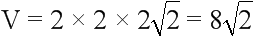 V = 2 × 2 × 2√2 = 8√2